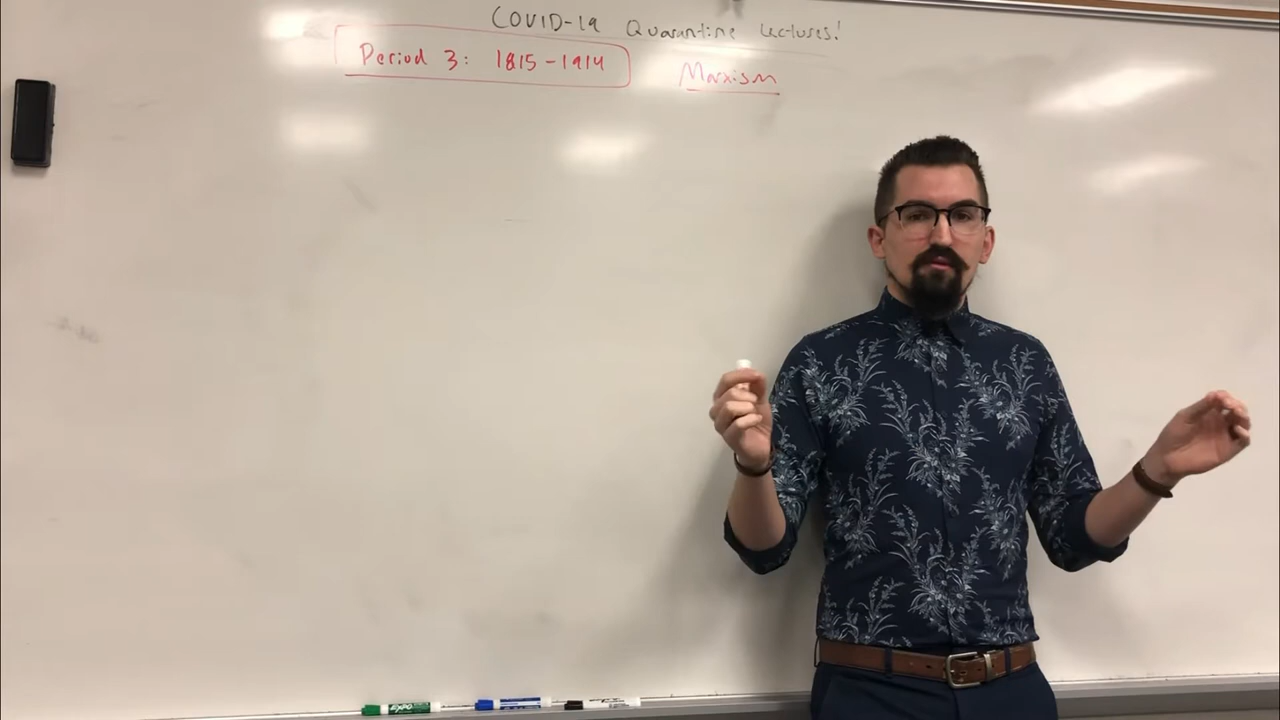 COVID-19 Quarantine Lectures!
Period 3: 1815-1914 Marxism
EXPO